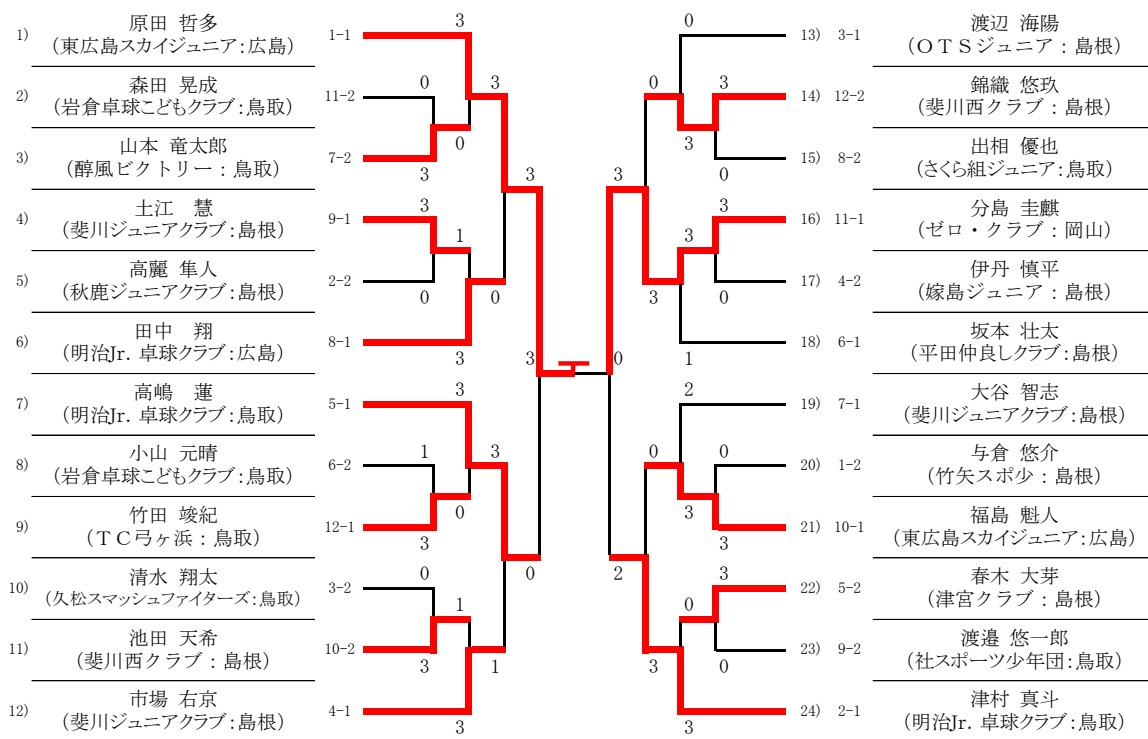 1) 原田 哲多 1-1
(東広島スカイジュニア:広島)
2) 森田 晃成 11-2
(岩倉卓球こどもクラブ:鳥取)
3) 山本 竜太郎 7-2
(醇風ビクトリー:鳥取)
4) 土江 慧 9-1
(斐川ジュニアクラブ:島根)
5) 高麗 隼人 2-2
(秋鹿ジュニアクラブ:島根)
6) 田中 翔 8-1
(明治Jr. 卓球クラブ:広島)
7) 高嶋 蓮 5-1
(明治Jr. 卓球クラブ:鳥取)
8) 小山 元晴 6-2
(岩倉卓球こどもクラブ:鳥取)
9) 竹田 竣紀 12-1
(TC弓ヶ浜:鳥取)
10) 清水 翔太 3-2
(久松スマッシュファイターズ:鳥取)
11) 池田 天希 10-2
(斐川西クラブ:島根)
12) 市場 右京 4-1
(斐川ジュニアクラブ:島根)
3
0
3
0
3
3
3
1
0
0
3
3
3
1
3
0
3
0
0
1
3
1
3
0
0
3
3
3
0
3
3
3
0
1
0
2
0
0
3
3
2
3
0
3
0
3
13) 3-1 渡辺 海陽
(OTSジュニア:島根)
14) 12-2 錦織 悠玖
(斐川西クラブ:島根)
15) 8-2 出相 優也
(さくら組ジュニア:鳥取)
16) 11-1 分島 圭麒
(ゼロ・クラブ:岡山)
17) 4-2 伊丹 慎平
(嫁島ジュニア:島根)
18) 6-1 坂本 壮太
(平田仲良しクラブ:島根)
19) 7-1 大谷 智志
(斐川ジュニアクラブ:島根)
20) 1-2 与倉 悠介
(竹矢スポ少:島根)
21) 10-1 福島 魁人
(東広島スカイジュニア:広島)
22) 5-2 春木 大芽
(津宮クラブ:島根)
23) 9-2 渡邉 悠一郎
(社スポーツ少年団:鳥取)
24) 2-1 津村 真斗
(明治Jr. 卓球クラブ:鳥取)